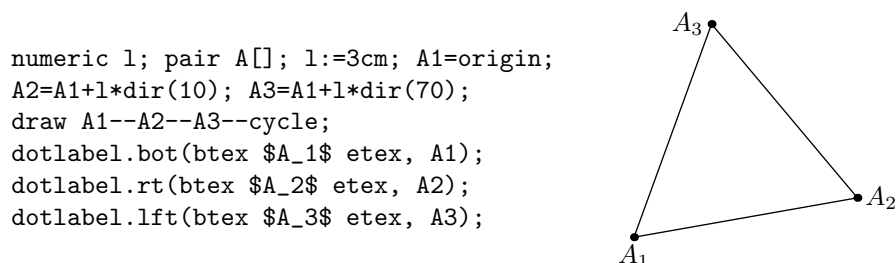 numeric l; pair A[]; l:=3cm; A1=origin;
A2=A1+l*dir(10); A3=A1+l*dir(70);
draw A1--A2--A3--cycle;
dotlabel.bot(btex $A_1$ etex, A1);
dotlabel.rt(btex $A_2$ etex, A2);
dotlabel.lft(btex $A_3$ etex, A3);
A₃
A₂
A₁